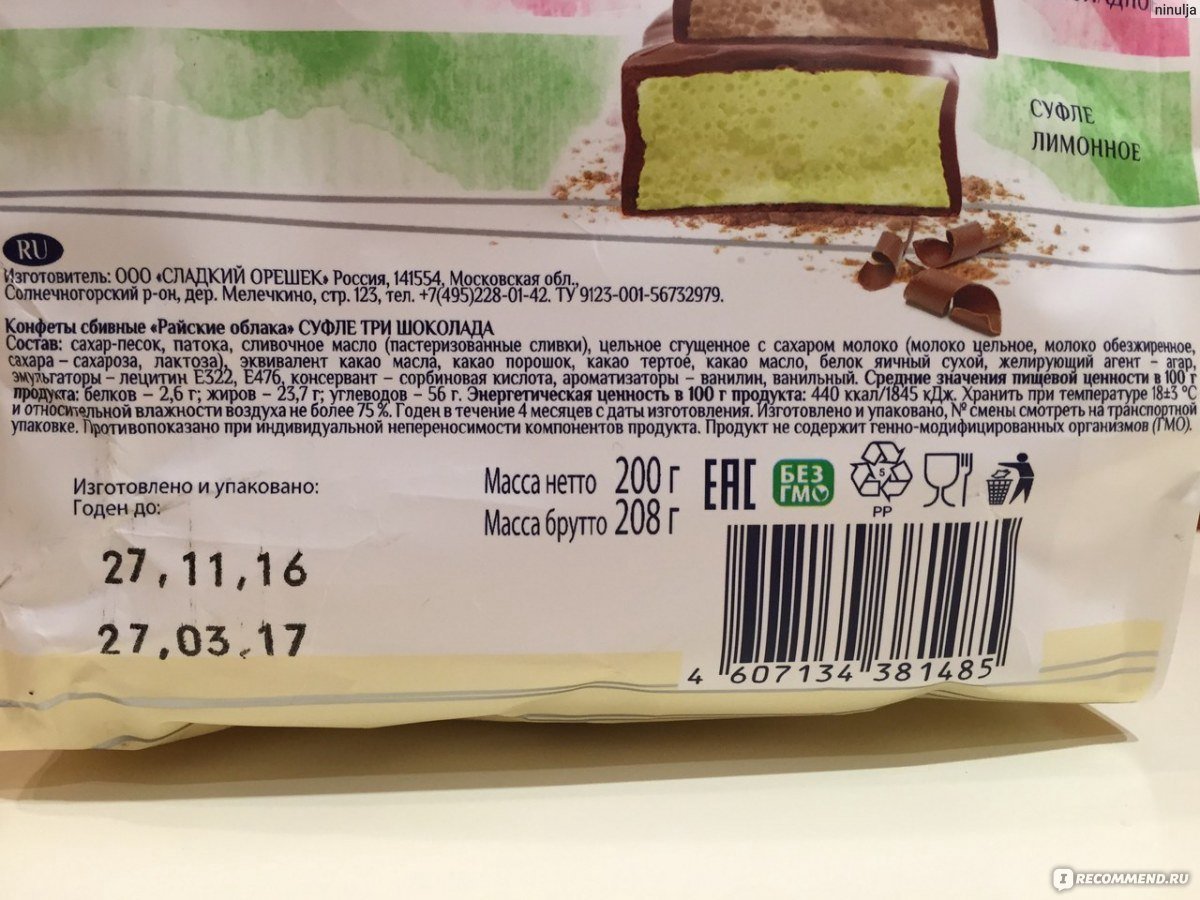 ninulja
СУФЛЕ
ЛИМОННОЕ
RU
Изготовитель: ООО «СЛАДКИЙ ОРЕШЕК» Россия, 141554, Московская обл.,
Солнечногорский р-он, дер. Мелечкино, стр. 123, тел. +7(495)228-01-42. ТУ 9123-001-56732979.
Конфеты сбивные «Райские облака» СУФЛЕ ТРИ ШОКОЛАДА
Состав: сахар-песок, патока, сливочное масло (пастеризованные сливки), цельное сгущенное с сахаром молоко (молоко цельное, молоко обезжиренное,
сахара – сахароза, лактоза), эквивалент какао масла, какао порошок, какао тертое, какао масло, белок яичный сухой, желирующий агент – агар,
эмульгаторы – лецитин Е322, Е476, консервант – сорбиновая кислота, ароматизаторы – ванилин, ванильный. Средние значения пищевой ценности в 100 г
продукта: белков – 2,6 г; жиров – 23,7 г; углеводов – 56 г. Энергетическая ценность в 100 г продукта: 440 ккал/1845 кДж. Хранить при температуре 18±3 °С
и относительной влажности воздуха не более 75 %. Годен в течение 4 месяцев с даты изготовления. Изготовлено и упаковано, № смены смотреть на транспортной
упаковке. Противопоказано при индивидуальной непереносимости компонентов продукта. Продукт не содержит генно-модифицированных организмов (ГМО).
Изготовлено и упаковано:
Годен до:
27,11,16
27,03,17
Масса нетто 200 г
Масса брутто 208 г
EAC
БЕЗ
ГМО
5
PP
4 607134 381485
IRECOMMEND.RU